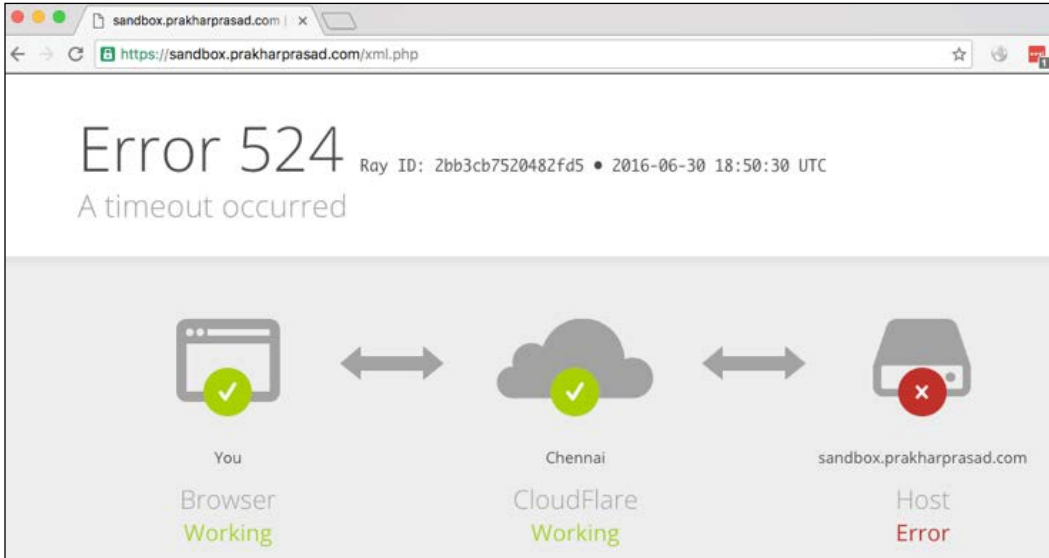 sandbox.prakharprasad.com
https://sandbox.prakharprasad.com/xml.php
1
Error 524 Ray ID: 2bb3cb7520482fd5 • 2016-06-30 18:50:30 UTC
A timeout occurred
You Chennai sandbox.prakharprasad.com
Browser CloudFlare Host
Working Working Error